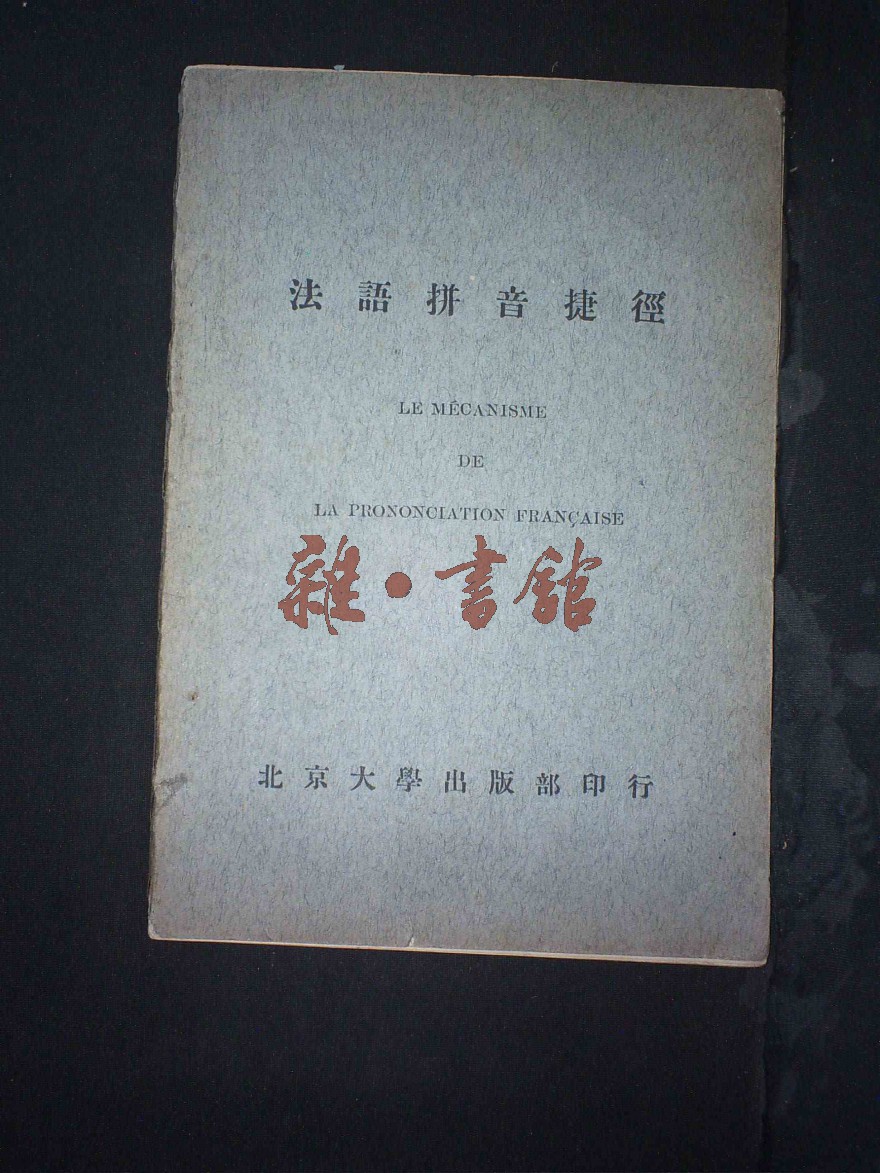 法語拼音捷徑
LE MÉCANISME
DE
LA PRONONCIATION FRANÇAISE
雜·書館
北京大學出版部印行